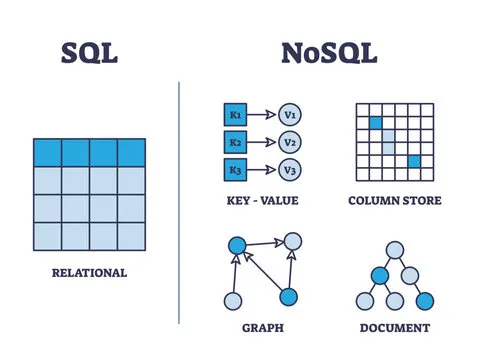 SQL
NoSQL
RELATIONAL
K1
V1
K2
V2
K3
V3
KEY - VALUE
COLUMN STORE
GRAPH
DOCUMENT